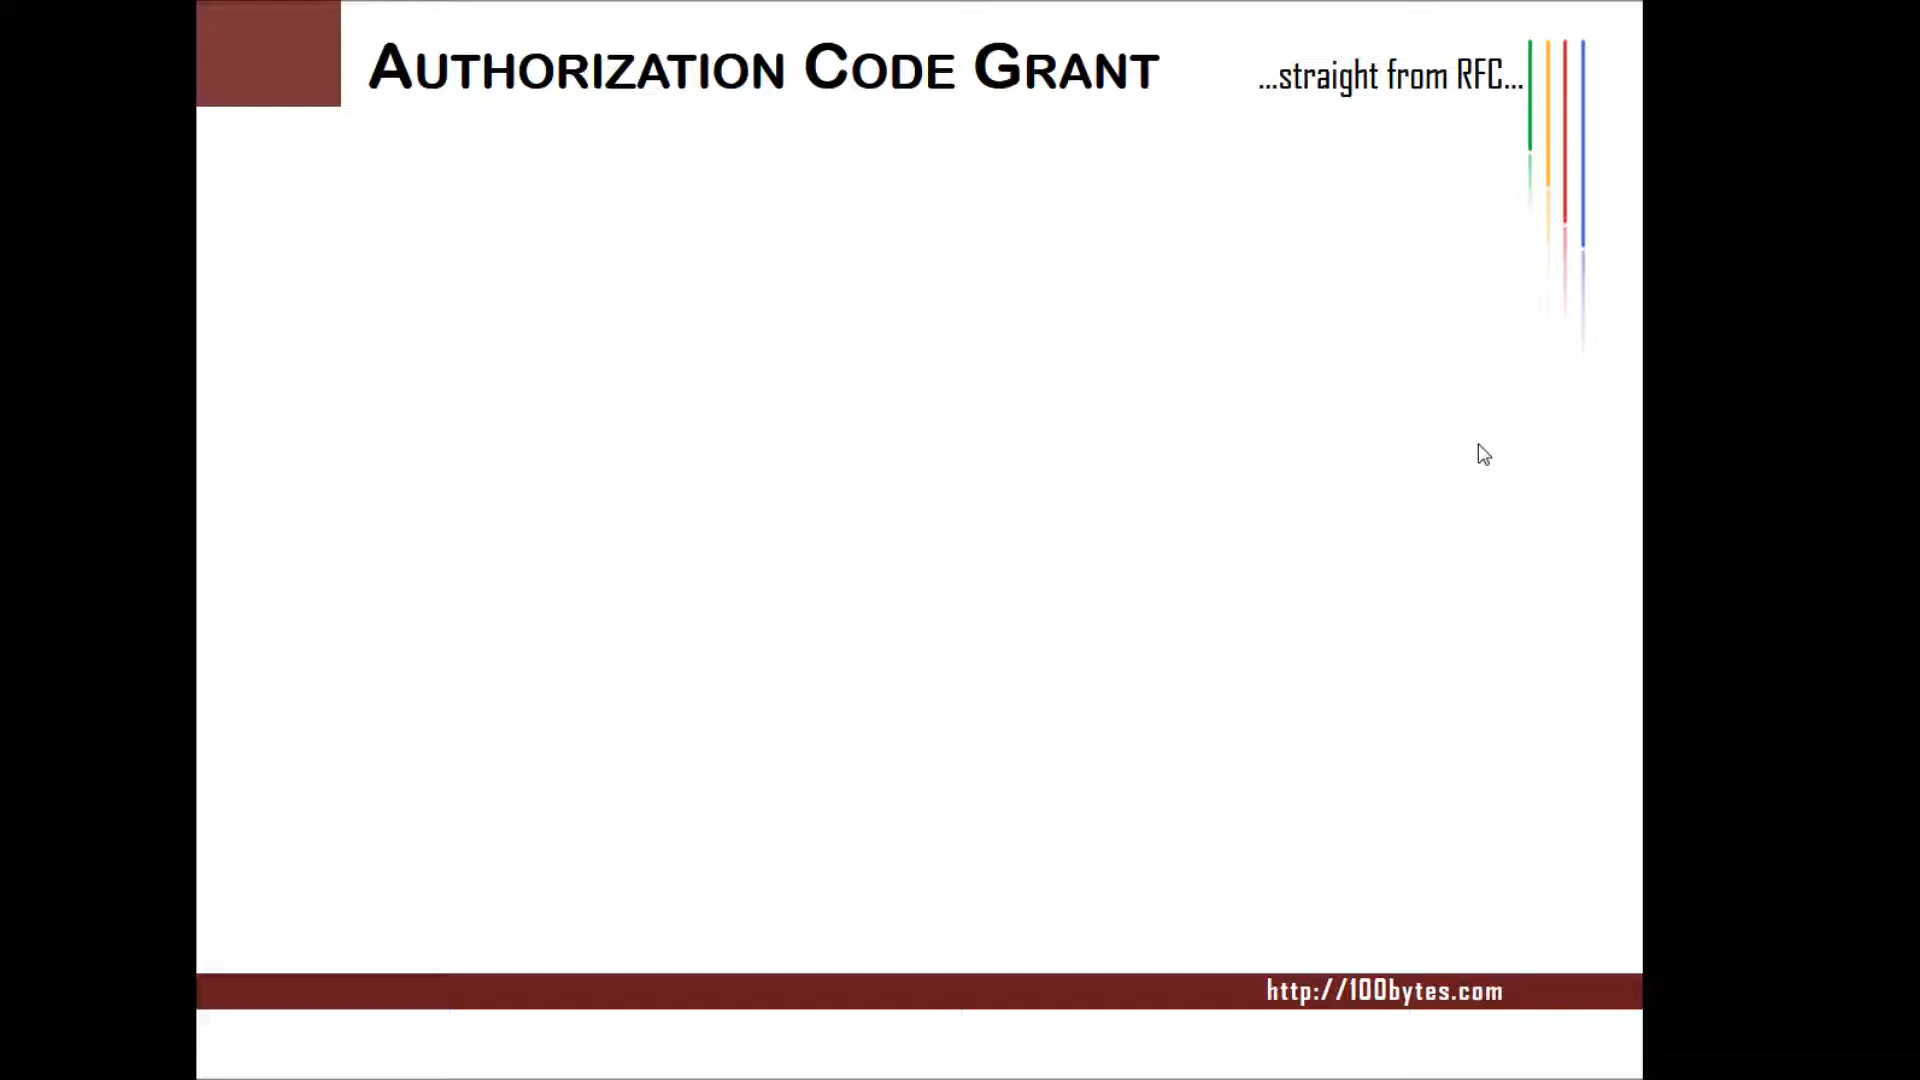 AUTHORIZATION CODE GRANT ...straight from RFC...
http://100bytes.com